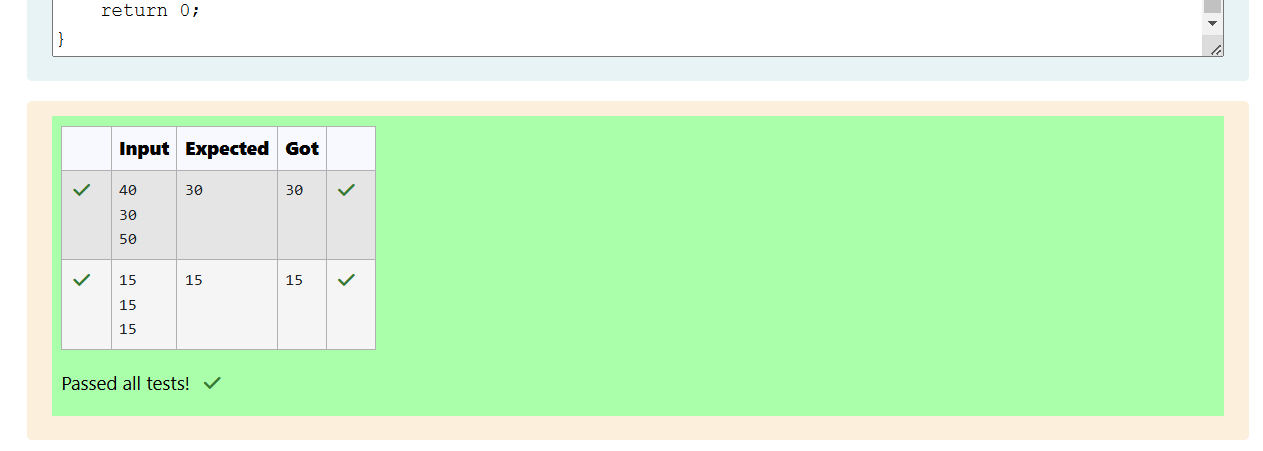 return 0;
}
Input Expected Got
40 30 30
30
50
15 15 15
15
15
Passed all tests!